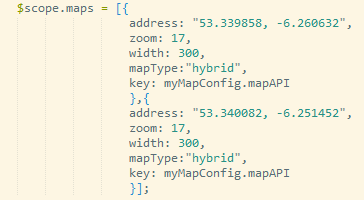 $scope.maps = [{
address: "53.339858, -6.260632",
zoom: 17,
width: 300,
mapType:"hybrid",
key: myMapConfig.mapAPI
},{
address: "53.340082, -6.251452",
zoom: 17,
width: 300,
mapType:"hybrid",
key: myMapConfig.mapAPI
}];